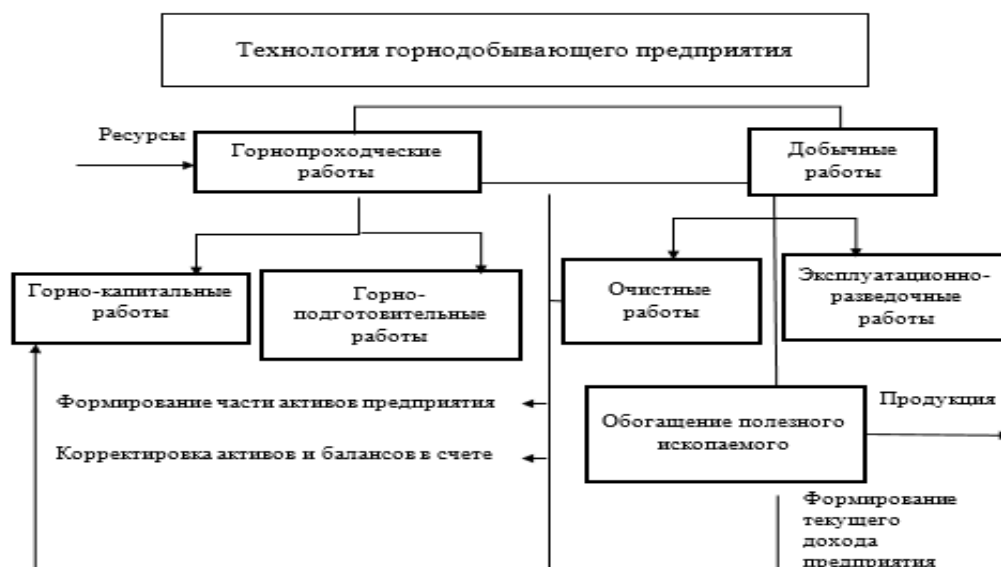 Технология горнодобывающего предприятия
Ресурсы
Горнопроходческие
работы
Добычные
работы
Горно-капитальные
работы
Горно-
подготовительные
работы
Очистные
работы
Эксплуатационно-
разведочные
работы
Формирование части активов предприятия
Корректировка активов и балансов в счете
Обогащение полезного
ископаемого
Продукция
Формирование
текущего
дохода
предприятия